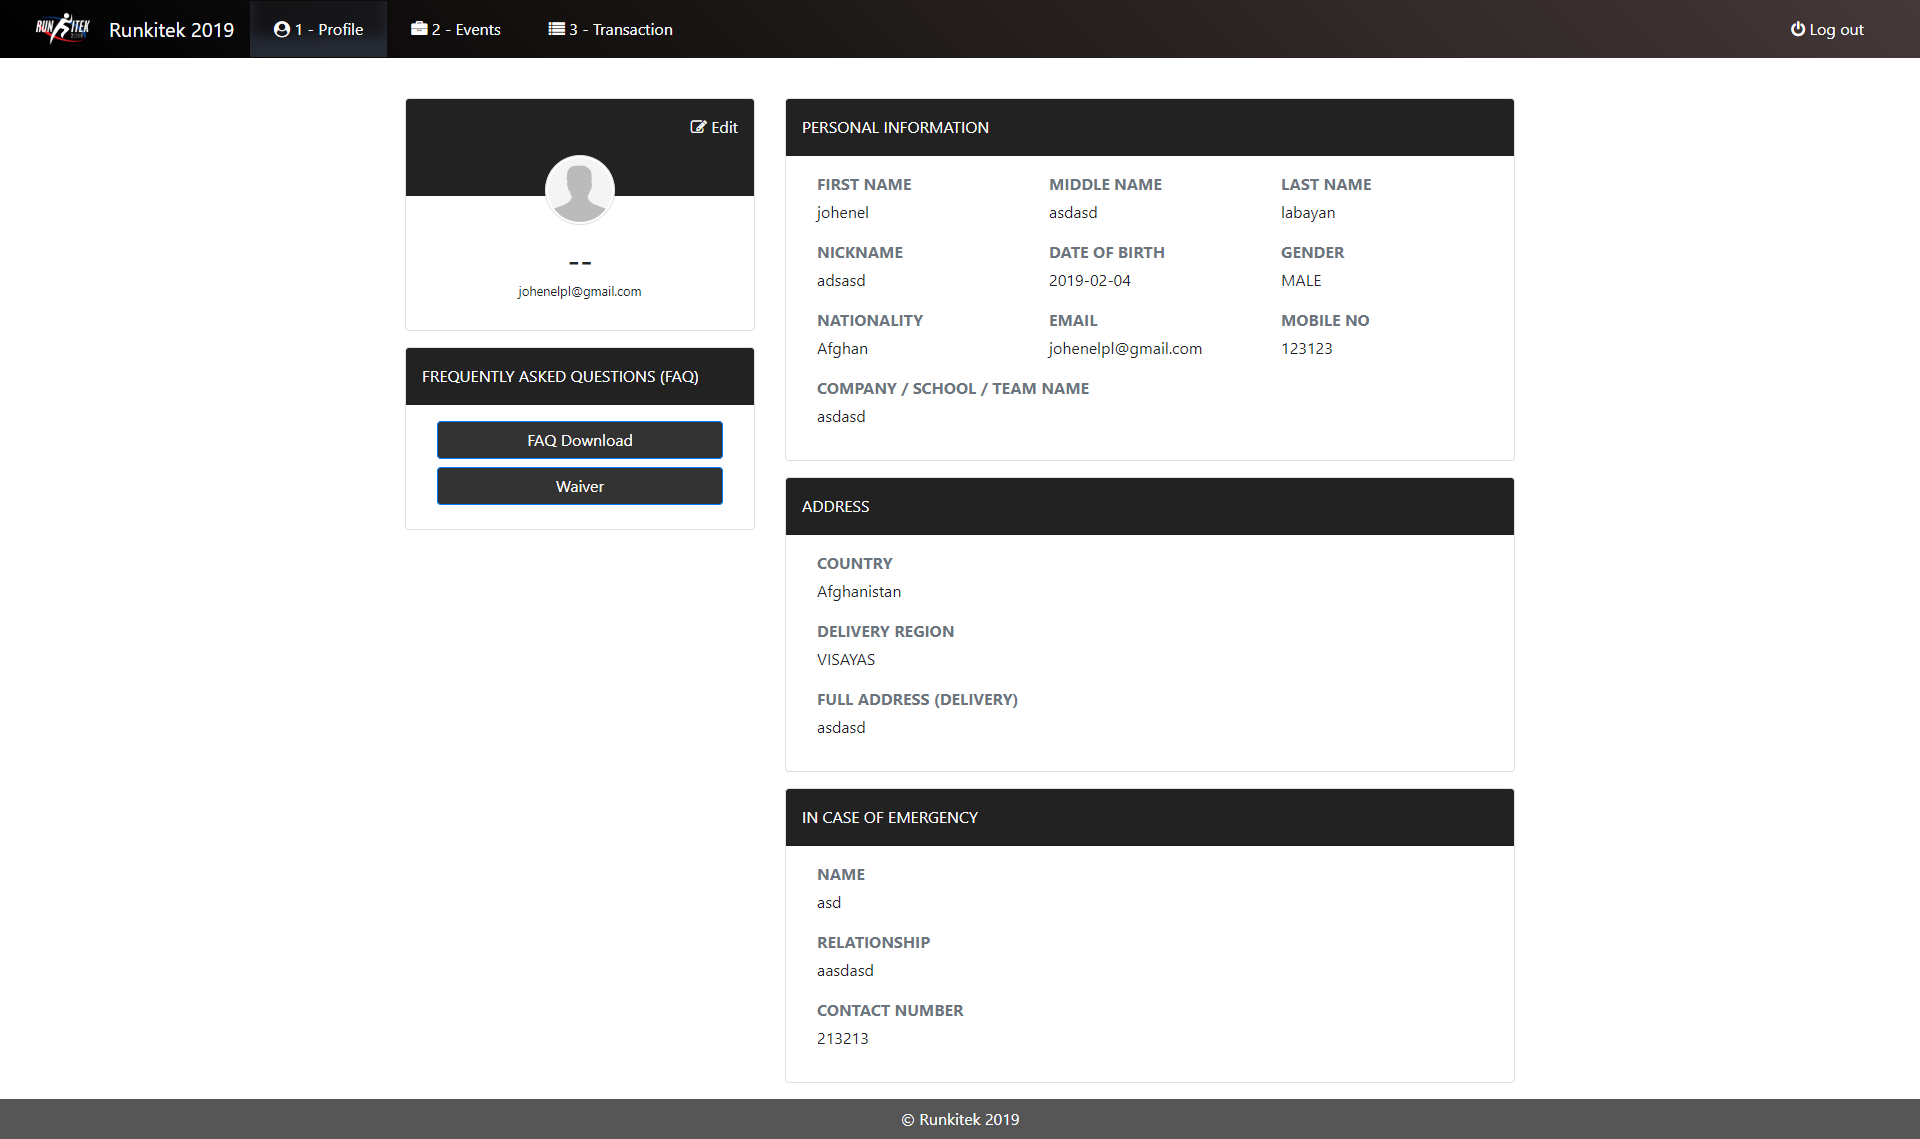 RUN ITEK
Runkitek 2019
1 - Profile
2 - Events
3 - Transaction
Log out
Edit
--
johenelpl@gmail.com
FREQUENTLY ASKED QUESTIONS (FAQ)
FAQ Download
Waiver
PERSONAL INFORMATION
FIRST NAME
MIDDLE NAME
LAST NAME
johenel
asdasd
labayan
NICKNAME
DATE OF BIRTH
GENDER
adsasd
2019-02-04
MALE
NATIONALITY
EMAIL
MOBILE NO
Afghan
johenelpl@gmail.com
123123
COMPANY / SCHOOL / TEAM NAME
asdasd
ADDRESS
COUNTRY
Afghanistan
DELIVERY REGION
VISAYAS
FULL ADDRESS (DELIVERY)
asdasd
IN CASE OF EMERGENCY
NAME
asd
RELATIONSHIP
aasdasd
CONTACT NUMBER
213213
© Runkitek 2019